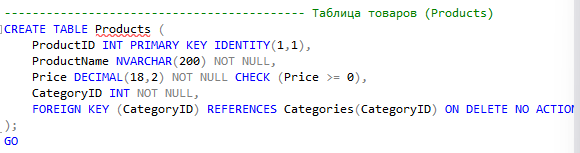 ---------------------------------------- Таблица товаров (Products)
CREATE TABLE Products (
    ProductID INT PRIMARY KEY IDENTITY(1,1),
    ProductName NVARCHAR(200) NOT NULL,
    Price DECIMAL(18,2) NOT NULL CHECK (Price >= 0),
    CategoryID INT NOT NULL,
    FOREIGN KEY (CategoryID) REFERENCES Categories(CategoryID) ON DELETE NO ACTION
);
GO